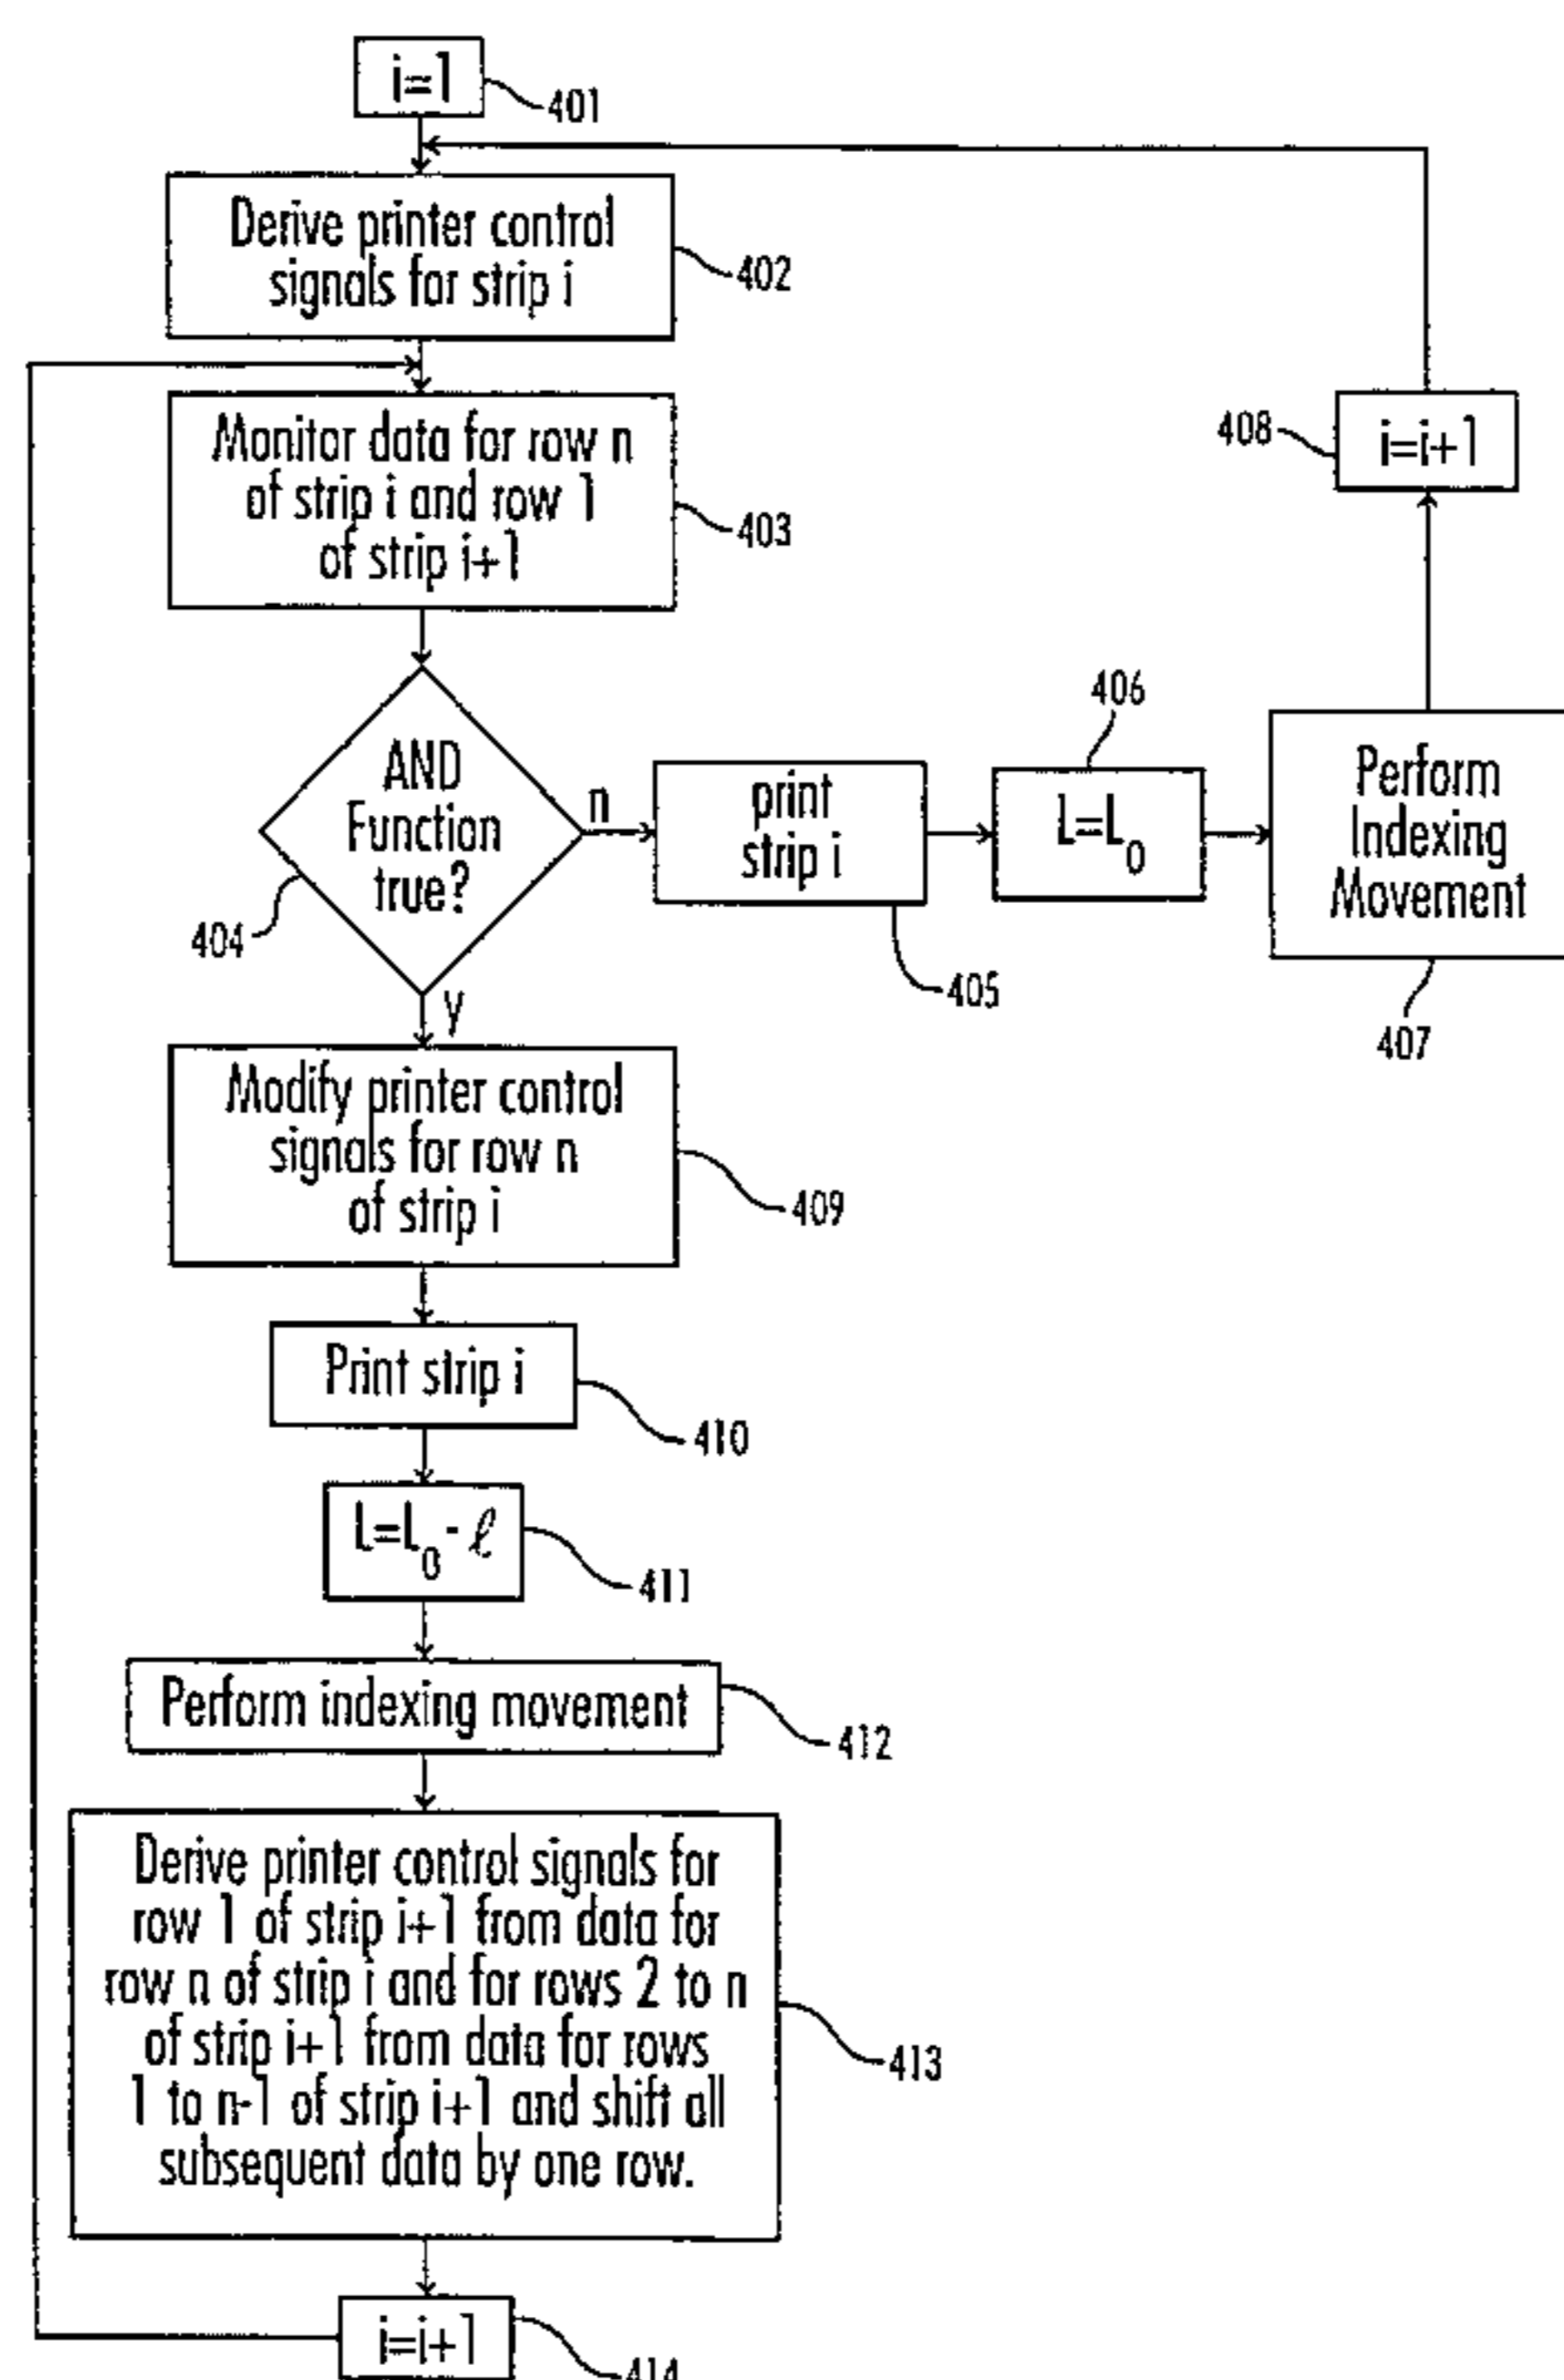 i=1
401
Derive printer control
signals for strip i
402
Monitor data for row n
of strip i and row 1
of strip i+1
403
408
i=i+1
AND
Function
true?
404
n
y
print
strip i
405
406
L=L0
Perform
Indexing
Movement
407
Modify printer control
signals for row n
of strip i
409
Print strip i
410
L=L0-ℓ
411
Perform indexing movement
412
Derive printer control signals for
row 1 of strip i+1 from data for
row n of strip i and for rows 2 to n
of strip i+1 from data for rows
1 to n-1 of strip i+1 and shift all
subsequent data by one row.
413
i=i+1
414